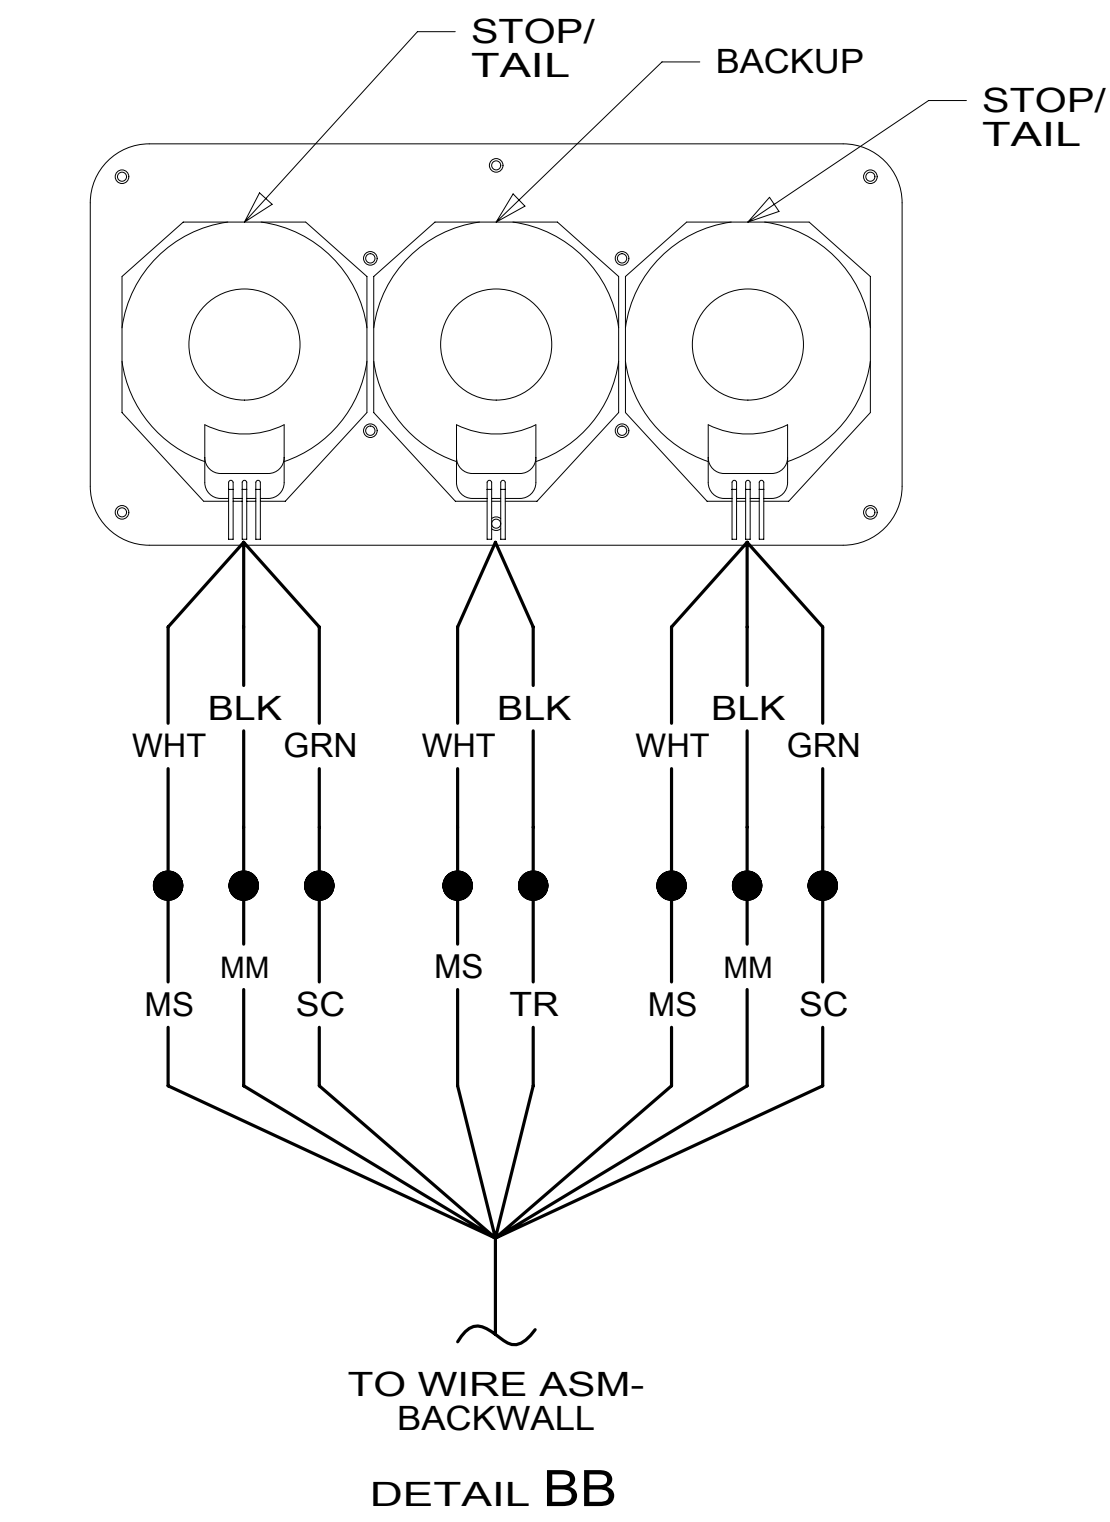 STOP/
TAIL
BACKUP
STOP/
TAIL
BLK
BLK
BLK
WHT
GRN
WHT
WHT
GRN
MM
MS
MM
MS
SC
TR
MS
SC
TO WIRE ASM-
BACKWALL
DETAIL BB